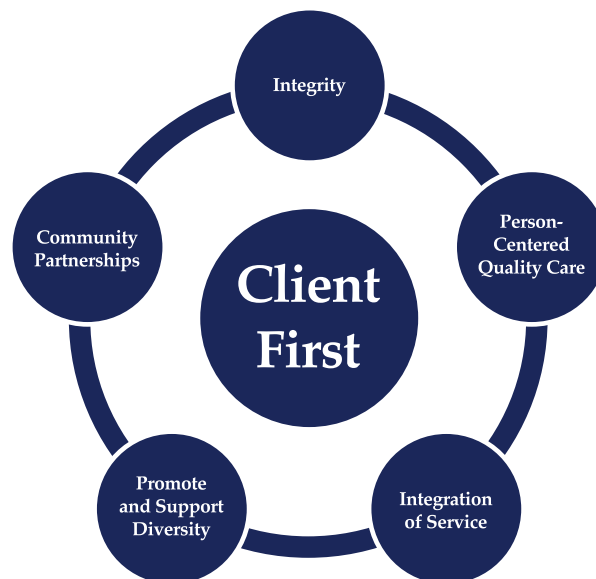 Integrity
Person-
Centered
Quality Care
Community
Partnerships
Client
First
Promote
and Support
Diversity
Integration
of Service